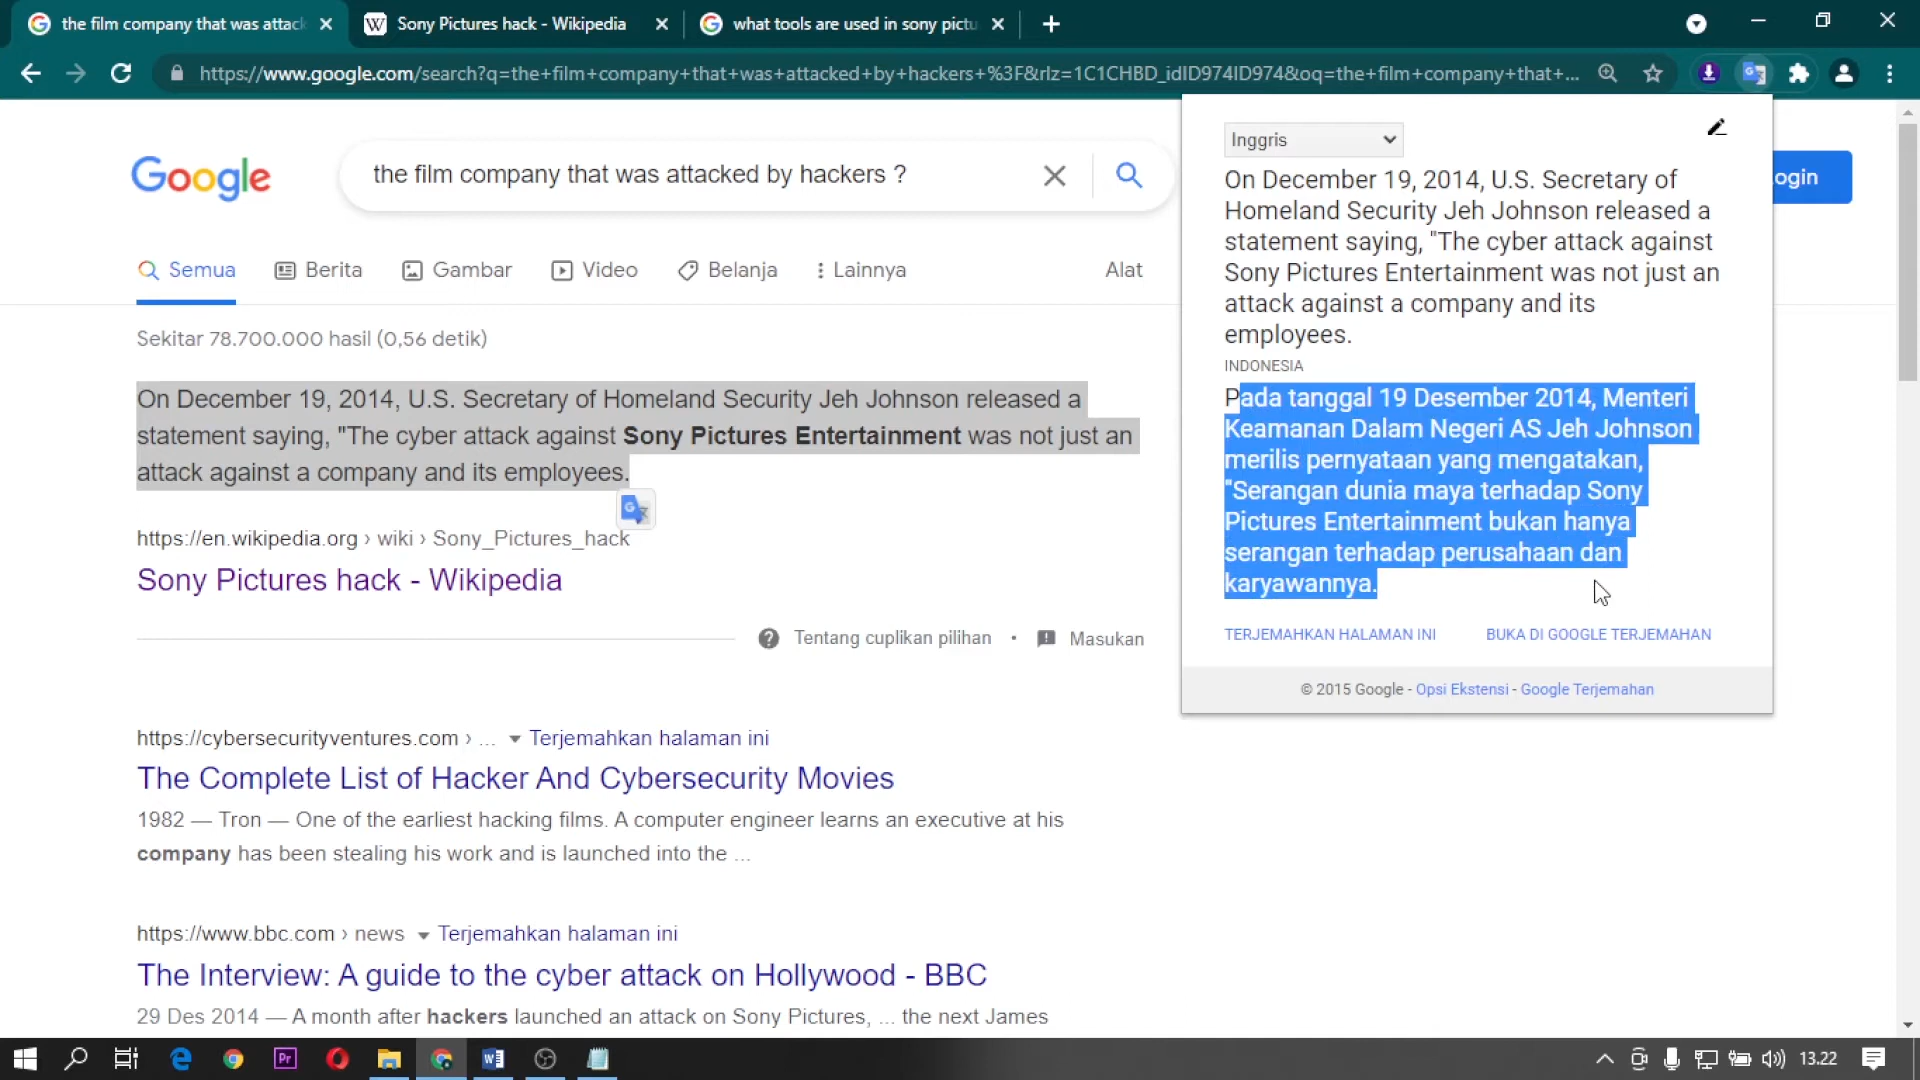 the film company that was attack
Sony Pictures hack - Wikipedia
what tools are used in sony pictu
https://www.google.com/search?q=the+film+company+that+was+attacked+by+hackers+%3F&rlz=1C1CHBD_idID974ID974&oq=the+film+company+that+...
Google
the film company that was attacked by hackers ?
ogin
Semua
Berita
Gambar
Video
Belanja
Lainnya
Alat
Sekitar 78.700.000 hasil (0,56 detik)
On December 19, 2014, U.S. Secretary of Homeland Security Jeh Johnson released a
statement saying, "The cyber attack against Sony Pictures Entertainment was not just an
attack against a company and its employees.
https://en.wikipedia.org › wiki › Sony_Pictures_hack
Sony Pictures hack - Wikipedia
Tentang cuplikan pilihan • Masukan
https://cybersecurityventures.com › ... Terjemahkan halaman ini
The Complete List of Hacker And Cybersecurity Movies
1982 — Tron — One of the earliest hacking films. A computer engineer learns an executive at his
company has been stealing his work and is launched into the ...
https://www.bbc.com › news Terjemahkan halaman ini
The Interview: A guide to the cyber attack on Hollywood - BBC
29 Des 2014 — A month after hackers launched an attack on Sony Pictures, ... the next James
Inggris
On December 19, 2014, U.S. Secretary of
Homeland Security Jeh Johnson released a
statement saying, "The cyber attack against
Sony Pictures Entertainment was not just an
attack against a company and its
employees.
INDONESIA
Pada tanggal 19 Desember 2014, Menteri
Keamanan Dalam Negeri AS Jeh Johnson
merilis pernyataan yang mengatakan,
"Serangan dunia maya terhadap Sony
Pictures Entertainment bukan hanya
serangan terhadap perusahaan dan
karyawannya.
TERJEMAHKAN HALAMAN INI
BUKA DI GOOGLE TERJEMAHAN
© 2015 Google - Opsi Ekstensi - Google Terjemahan
Pr
13.22